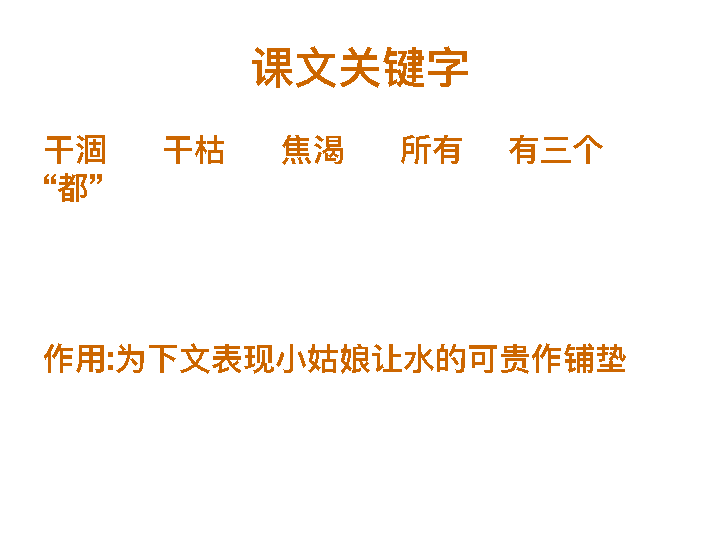 课文关键字
干涸 干枯 焦渴 所有 有三个
“都”
作用:为下文表现小姑娘让水的可贵作铺垫